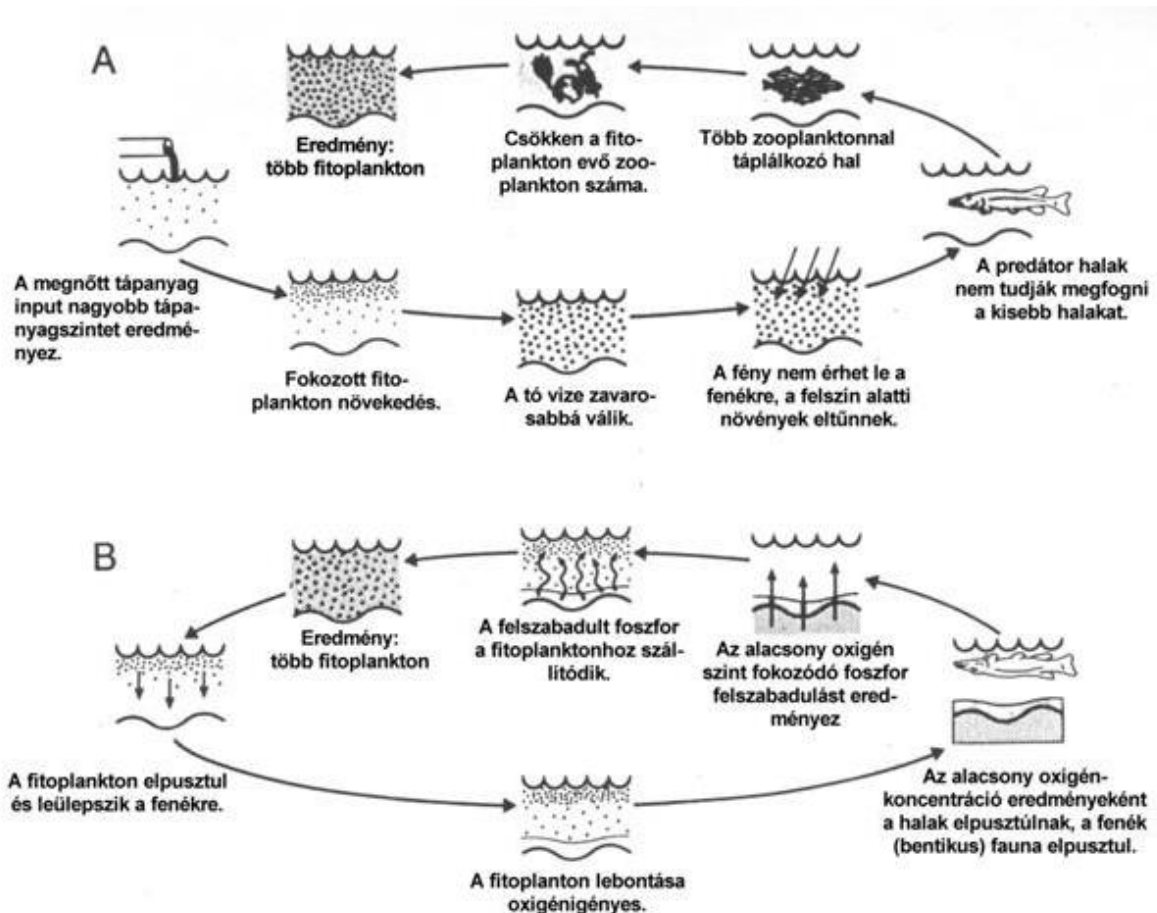 A
Eredmény:
több fitoplankton
Csökken a fito-
plankton evő zoo-
plankton száma.
Több zooplanktonnal
táplálkozó hal
A predátor halak
nem tudják megfogni
a kisebb halakat.
A megnőtt tápanyag
input nagyobb tápa-
nyagszintet eredmé-
nyez.
Fokozott fito-
plankton növekedés.
A tó vize zavaro-
sabbá válik.
A fény nem érhet le a
fenékre, a felszin alatti
növények eltűnnek.
B
Eredmény:
több fitoplankton
A felszabadult foszfor
a fitoplanktonhoz szál-
lítódik.
Az alacsony oxigén
szint fokozódó foszfor
felszabadulást ered-
ményez
Az alacsony oxigén-
koncentráció eredményeként
a halak elpusztúlnak, a fenék
(bentikus) fauna elpusztul.
A fitoplankton elpusztul
és leülepszik a fenékre.
A fitoplanton lebontása
oxigénigényes.